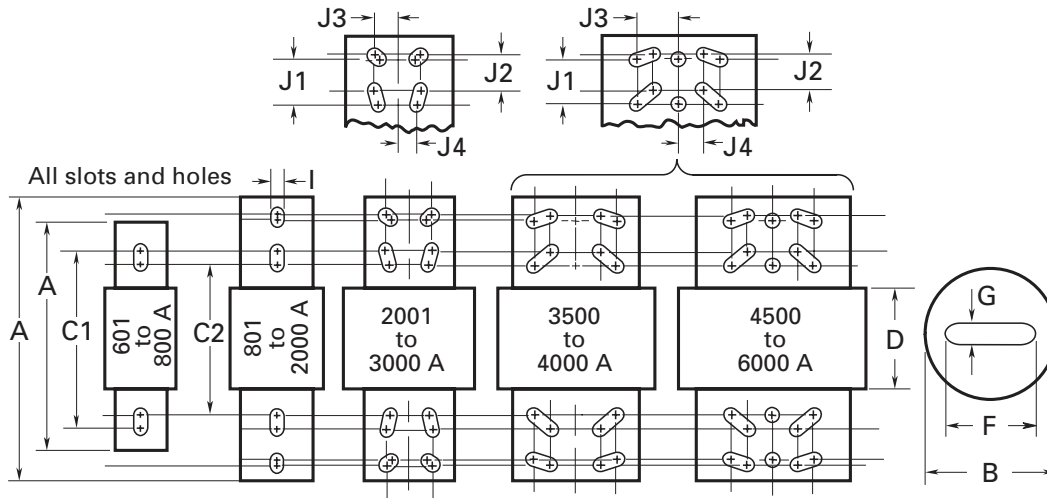 J3
J3
J1
J2
J1
J2
J4
J4
All slots and holes
I
A
A
C1
601
to
800 A
C2
801
to
2000 A
2001
to
3000 A
3500
to
4000 A
4500
to
6000 A
D
G
F
B